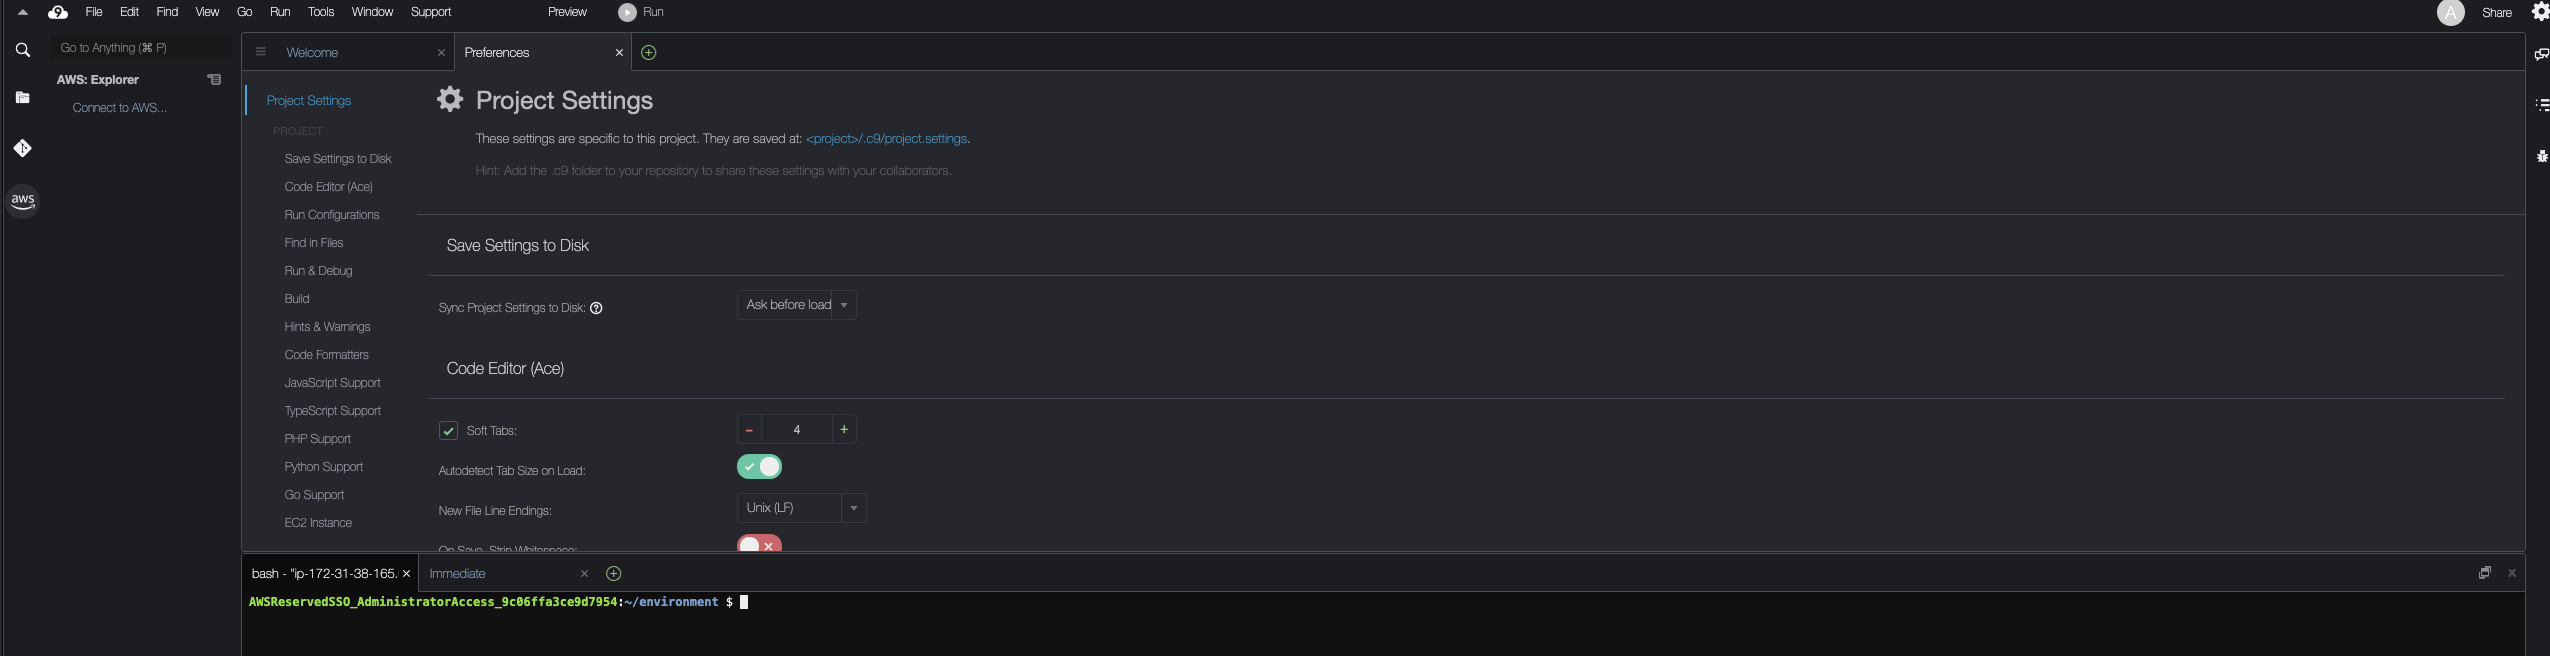 9 File Edit Find View Go Run Tools Window Support Preview Run A Share
Go to Anything (⌘ P)
AWS: Explorer
Connect to AWS...
aws
Welcome
Preferences
Project Settings
PROJECT
Save Settings to Disk
Code Editor (Ace)
Run Configurations
Find in Files
Run & Debug
Build
Hints & Warnings
Code Formatters
JavaScript Support
TypeScript Support
PHP Support
Python Support
Go Support
EC2 Instance
Project Settings
These settings are specific to this project. They are saved at: <project>/.c9/project.settings.
Hint: Add the .c9 folder to your repository to share these settings with your collaborators.
Save Settings to Disk
Sync Project Settings to Disk: Ask before load
Code Editor (Ace)
Soft Tabs: - 4 +
Autodetect Tab Size on Load:
New File Line Endings: Unix (LF)
On Save, Strip Whitespace:
bash - "ip-172-31-38-165. Immediate
AWSReservedSSO_AdministratorAccess_9c06ffa3ce9d7954:~/environment $